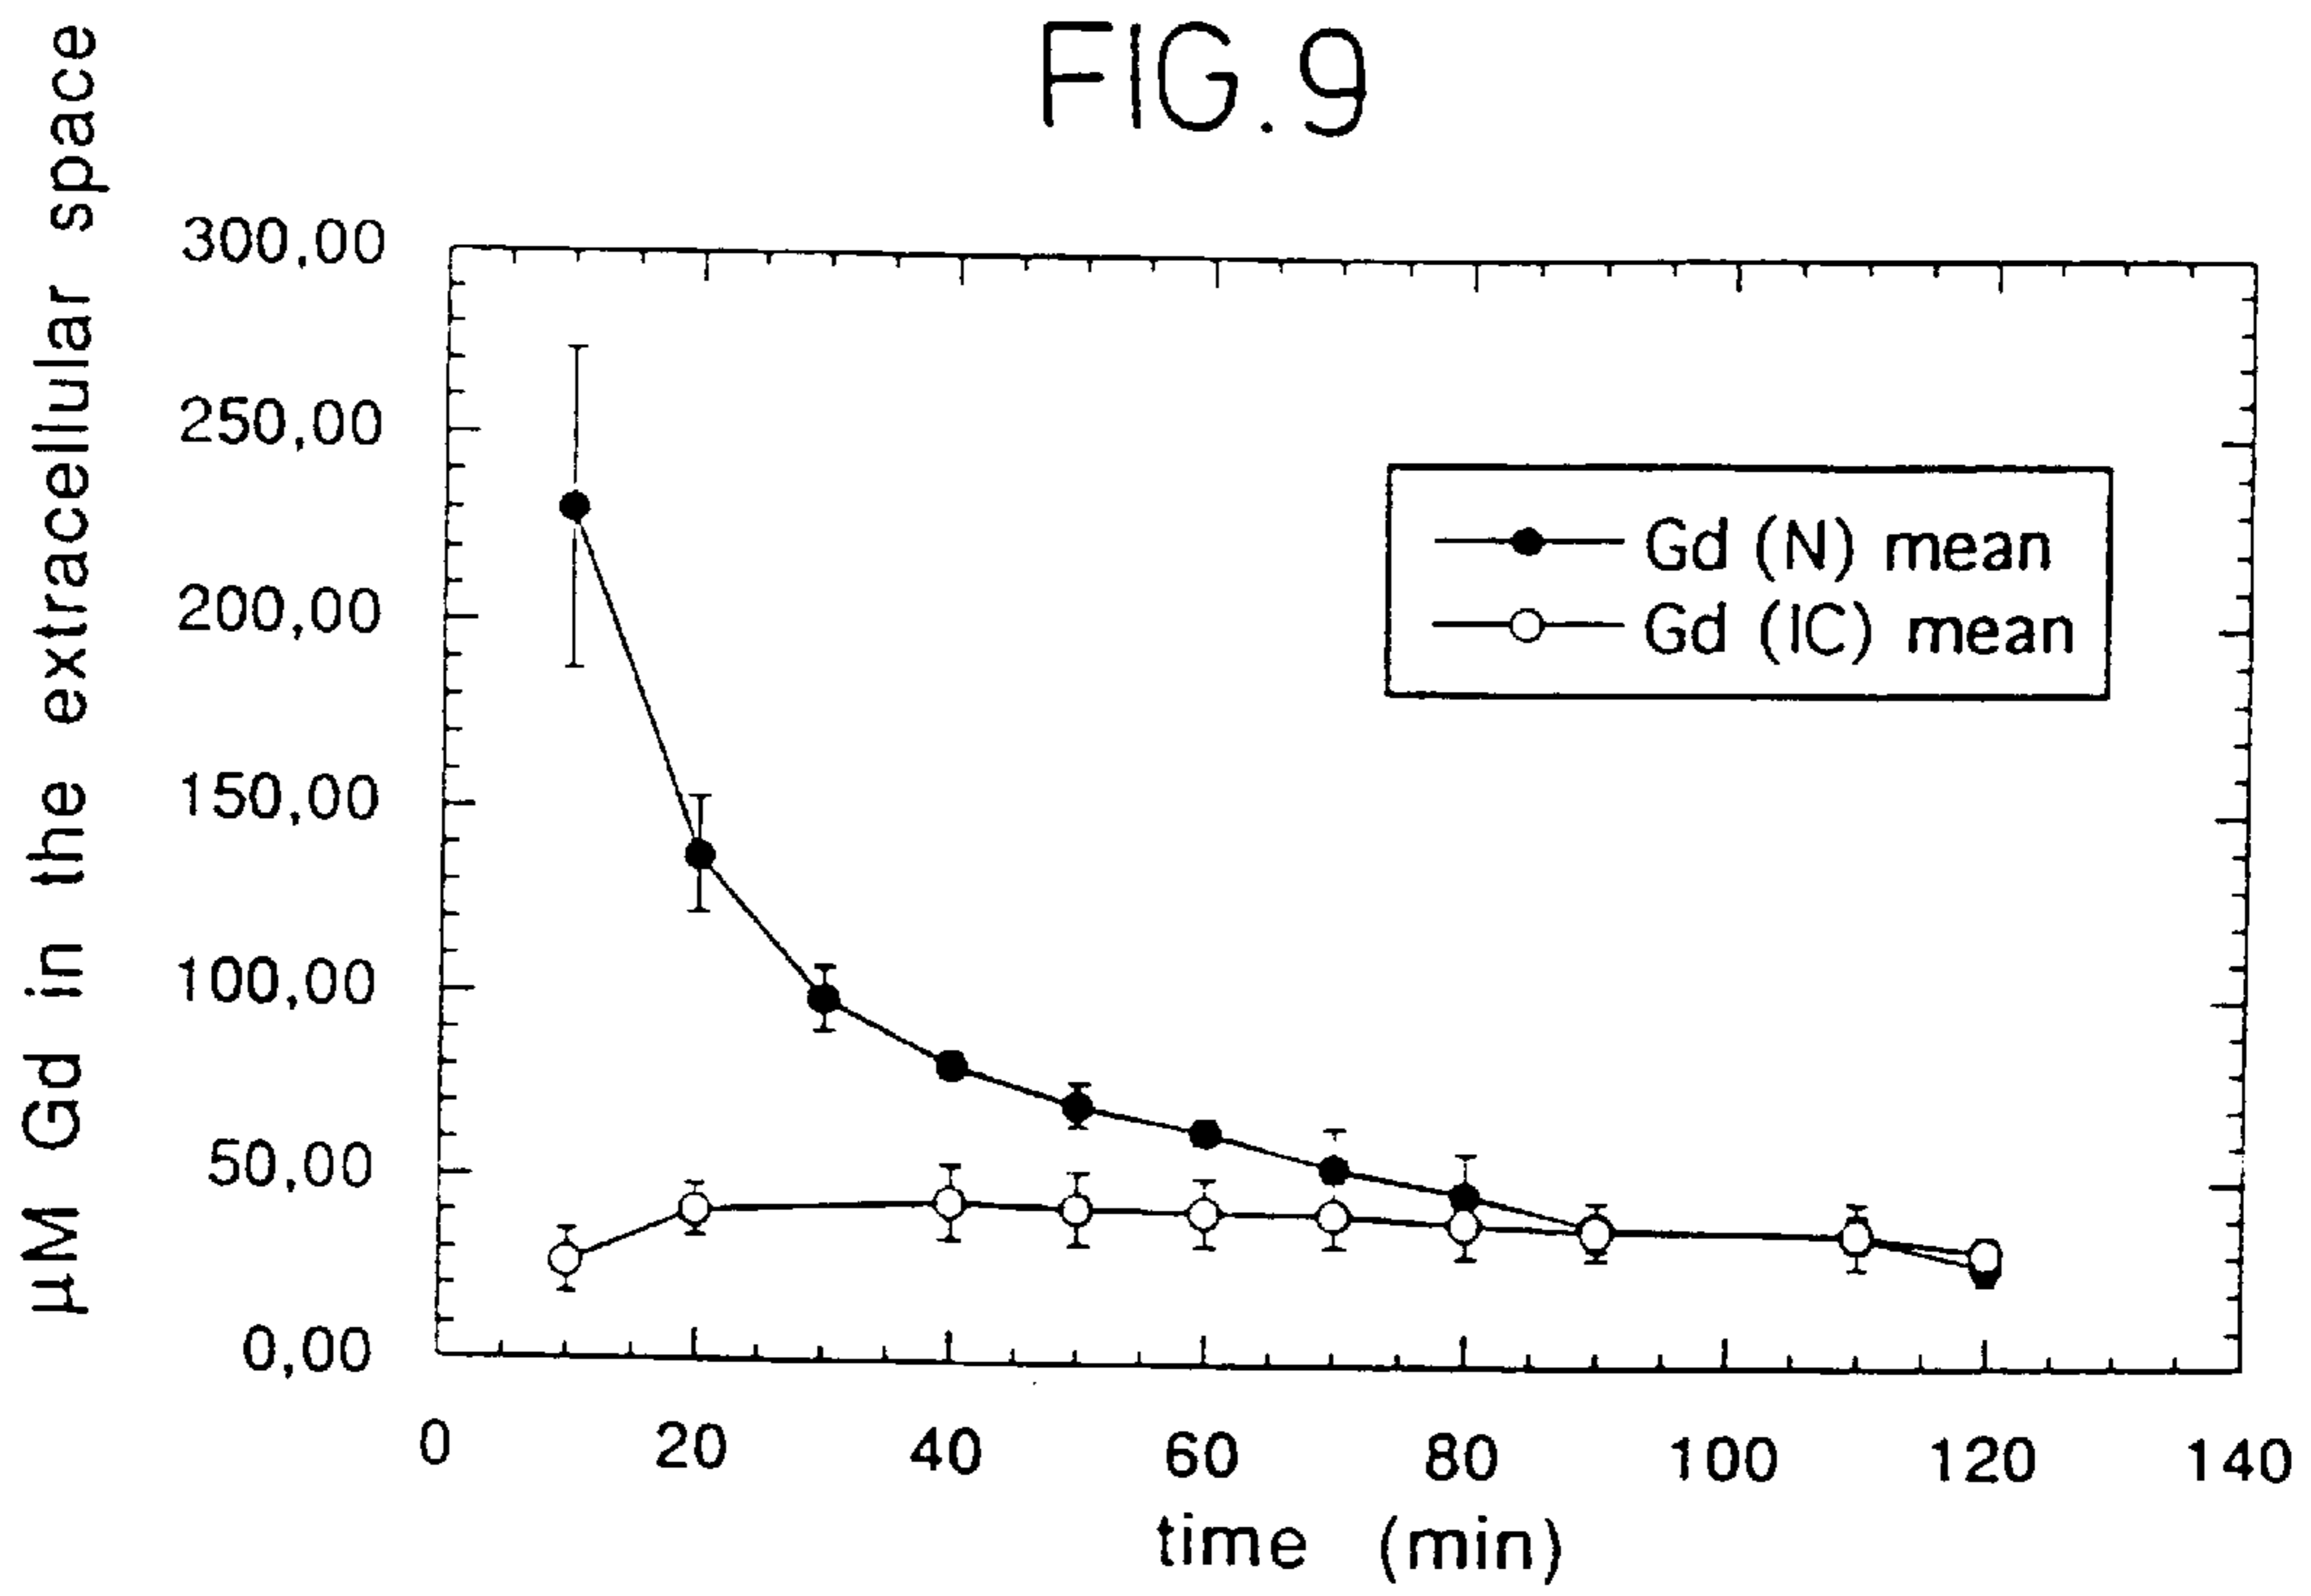 FIG.9
µM Gd in the extracellular space
300,00
250,00
200,00
150,00
100,00
50,00
0,00
Gd (N) mean
Gd (IC) mean
0 20 40 60 80 100 120 140
time (min)